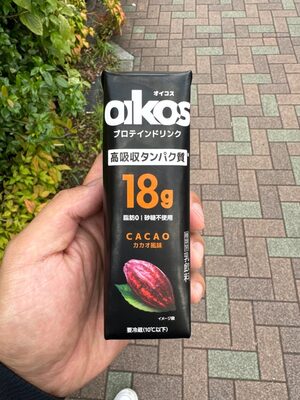 オイコス
oikos
プロテインドリンク
高吸収タンパク質
18g
脂肪0 | 砂糖不使用
CACAO
カカオ風味
イメージ画像
要冷蔵(10℃以下)